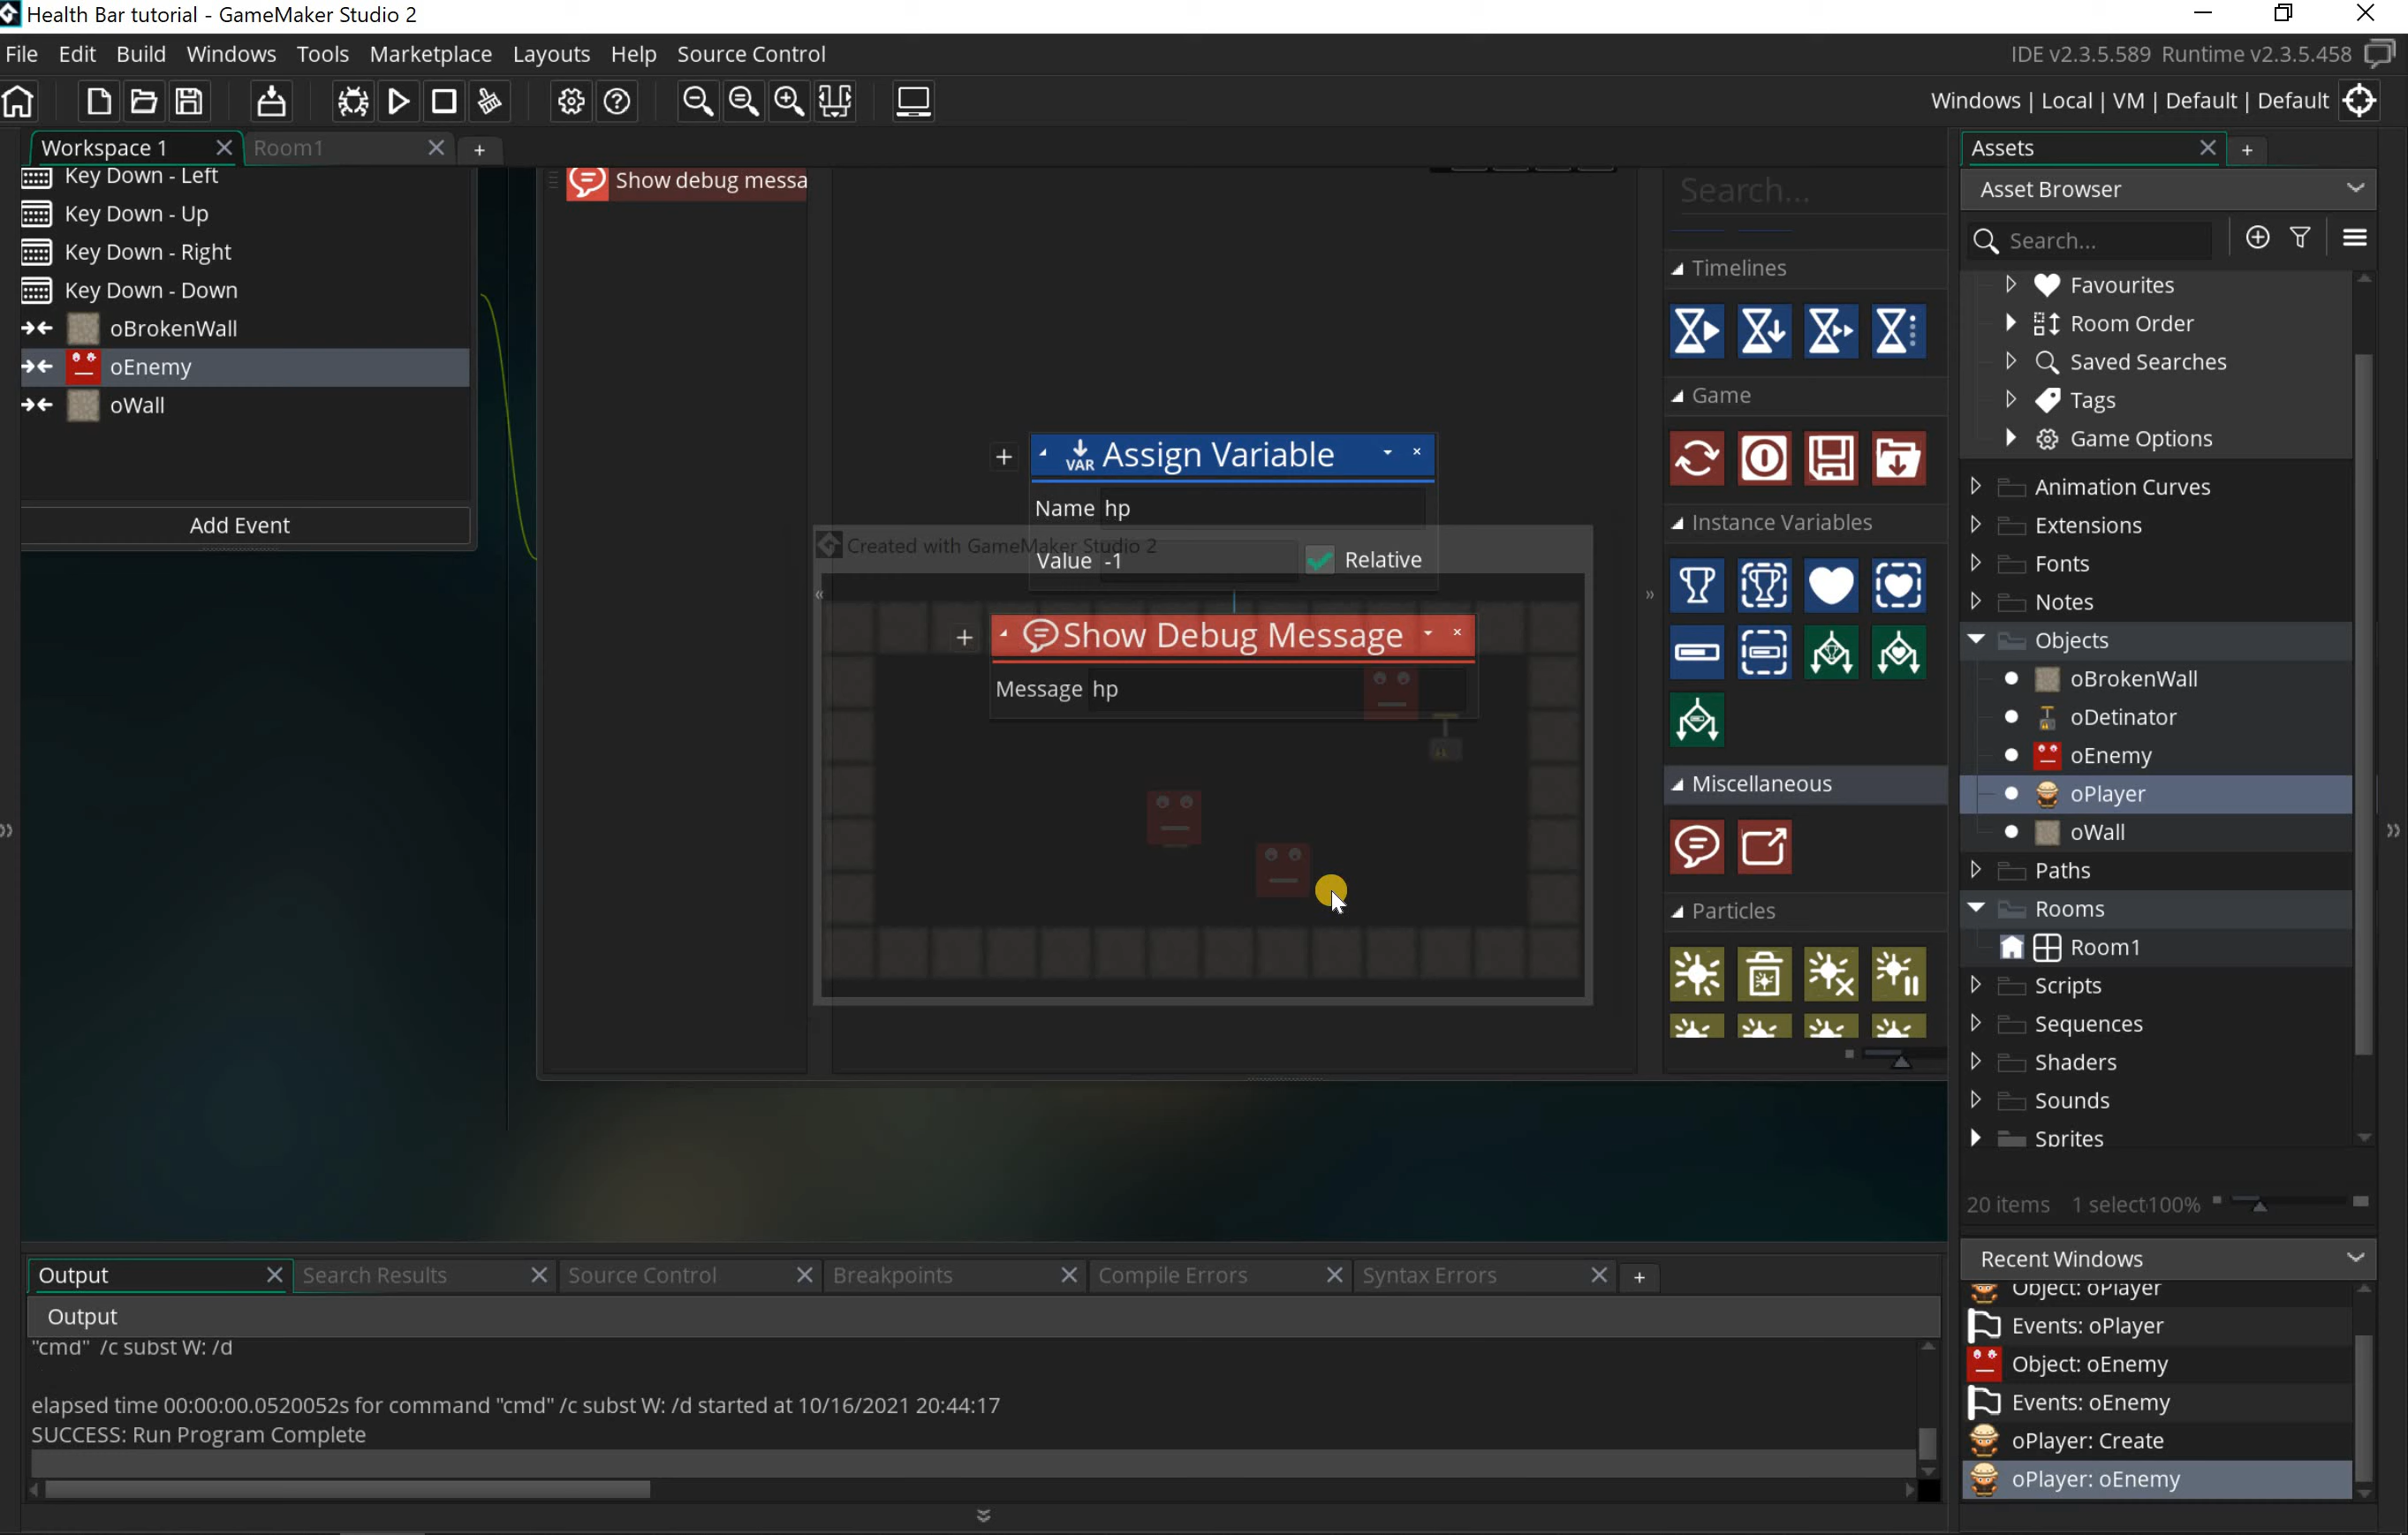 Health Bar tutorial - GameMaker Studio 2
File Edit Build Windows Tools Marketplace Layouts Help Source Control
IDE v2.3.5.589 Runtime v2.3.5.458
Windows | Local | VM | Default | Default
Workspace 1
Room1
Assets
Key Down - Left
Key Down - Up
Key Down - Right
Key Down - Down
oBrokenWall
oEnemy
oWall
Add Event
Show debug messa
VAR Assign Variable
Name hp
Created with GameMaker Studio 2
Value -1
Relative
Show Debug Message
Message hp
Search...
Timelines
Game
Instance Variables
Miscellaneous
Particles
Asset Browser
Search...
Favourites
Room Order
Saved Searches
Tags
Game Options
Animation Curves
Extensions
Fonts
Notes
Objects
oBrokenWall
oDetinator
oEnemy
oPlayer
oWall
Paths
Rooms
Room1
Scripts
Sequences
Shaders
Sounds
Sprites
20 items 1 select 100%
Recent Windows
Object: oPlayer
Events: oPlayer
Object: oEnemy
Events: oEnemy
oPlayer: Create
oPlayer: oEnemy
Output
Search Results
Source Control
Breakpoints
Compile Errors
Syntax Errors
Output
"cmd" /c subst W: /d
elapsed time 00:00:00.0520052s for command "cmd" /c subst W: /d started at 10/16/2021 20:44:17
SUCCESS: Run Program Complete